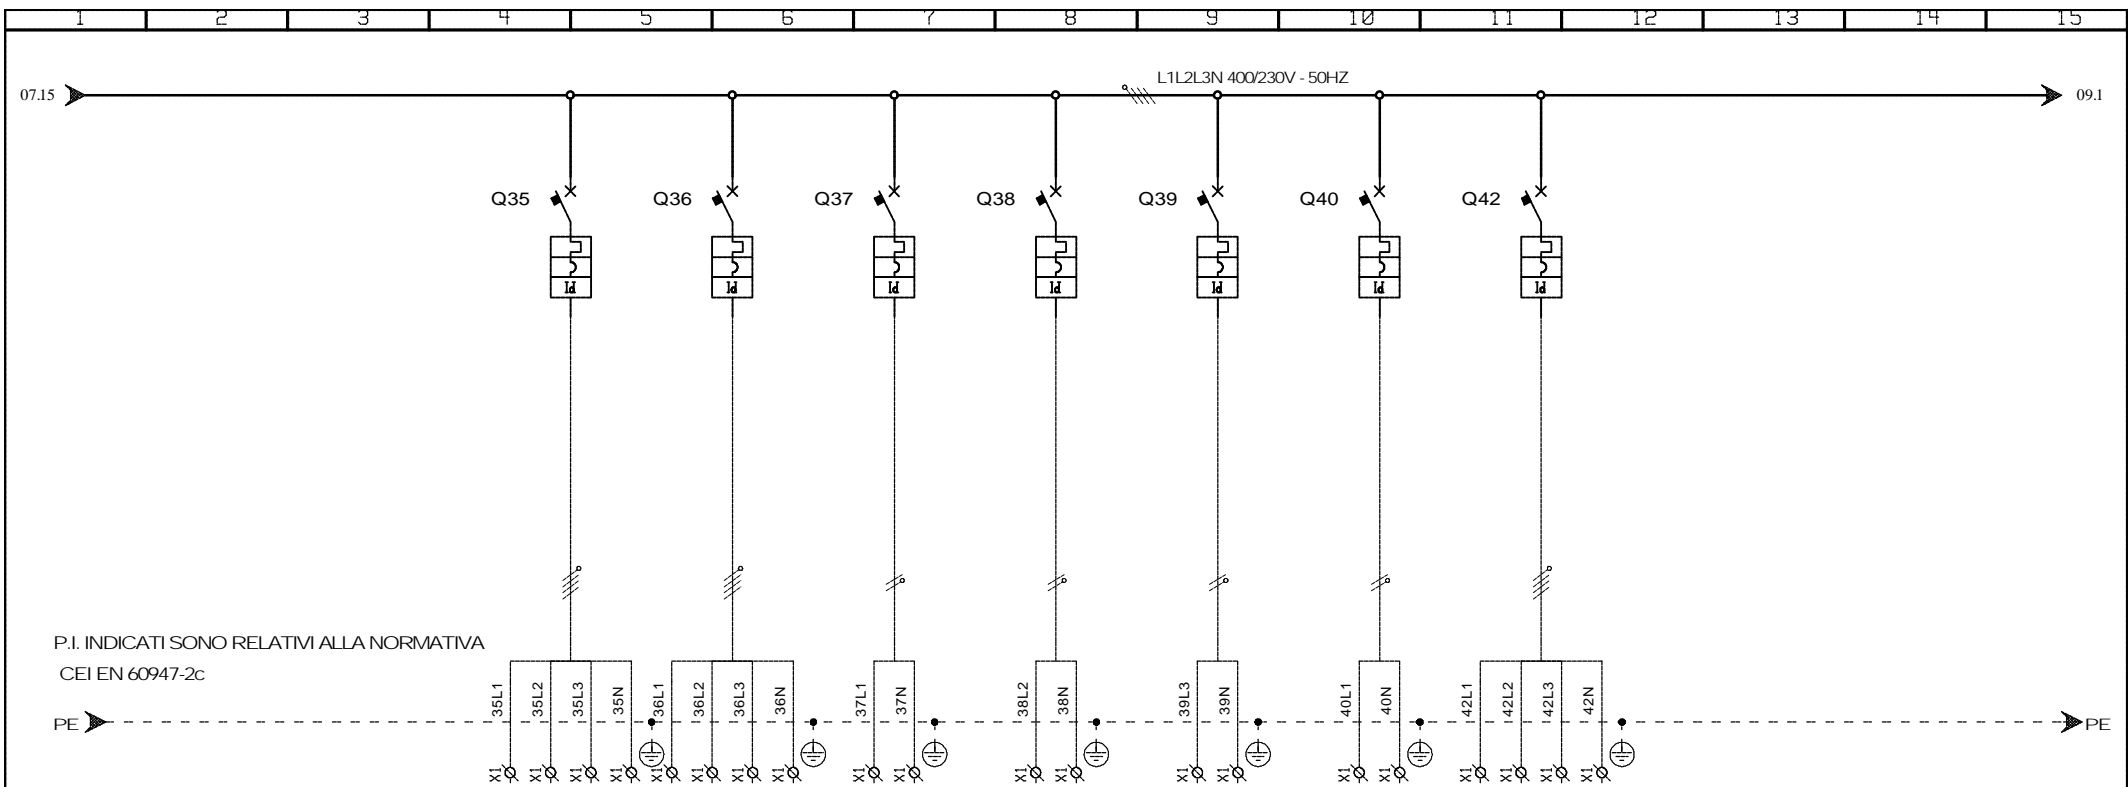 1 2 3 4 5 6 7 8 9 10 11 12 13 14 15
L1L2L3N 400/230V - 50HZ
07.15 09.1
Q35 Q36 Q37 Q38 Q39 Q40 Q42
Id Id Id Id Id Id Id
P.I. INDICATI SONO RELATIVI ALLA NORMATIVA
CEI EN 60947-2c
35L1 35L2 35L3 35N 36L1 36L2 36L3 36N 37L1 37N 38L2 38N 39L3 39N 40L1 40N 42L1 42L2 42L3 42N
PE PE
X1 X1 X1 X1 X1 X1 X1 X1 X1 X1 X1 X1 X1 X1 X1 X1 X1 X1 X1 X1